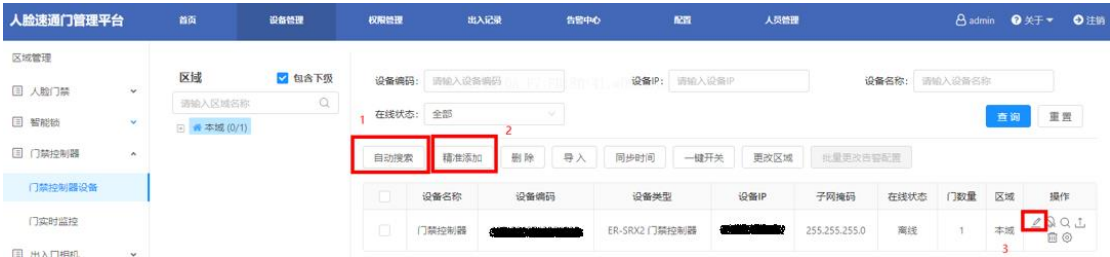 人脸速通门管理平台 首页 设备管理 权限管理 出入记录 告警中心 配置 人员管理 admin 关于 注销
区域管理
人脸门禁
智能锁
门禁控制器
门禁控制器设备
门实时监控
出入口相机
区域 包含下级
请输入区域名称
本域 (0/1)
设备编码: 请输入设备编码 设备IP: 请输入设备IP 设备名称: 请输入设备名称
在线状态: 全部 查询 重置
1 2
自动搜索 精准添加 删除 导入 同步时间 一键开关 更改区域 批量更改告警配置
设备名称 设备编码 设备类型 设备IP 子网掩码 在线状态 门数量 区域 操作
门禁控制器 ER-SRX2 门禁控制器 255.255.255.0 离线 1 本域
3